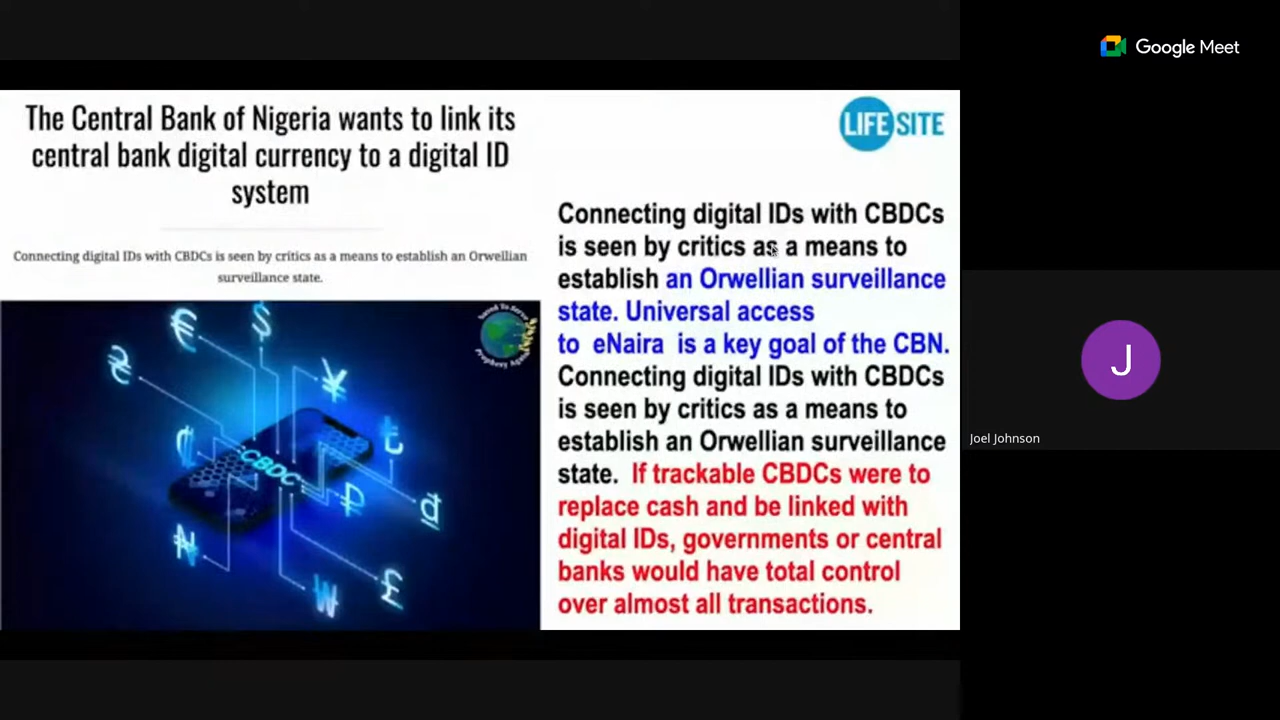 Google Meet
The Central Bank of Nigeria wants to link its
central bank digital currency to a digital ID
system
Connecting digital IDs with CBDCs is seen by critics as a means to establish an Orwellian
surveillance state.
CBDC
LIFE SITE
Connecting digital IDs with CBDCs
is seen by critics as a means to
establish an Orwellian surveillance
state. Universal access
to eNaira is a key goal of the CBN.
Connecting digital IDs with CBDCs
is seen by critics as a means to
establish an Orwellian surveillance
state. If trackable CBDCs were to
replace cash and be linked with
digital IDs, governments or central
banks would have total control
over almost all transactions.
J
Joel Johnson